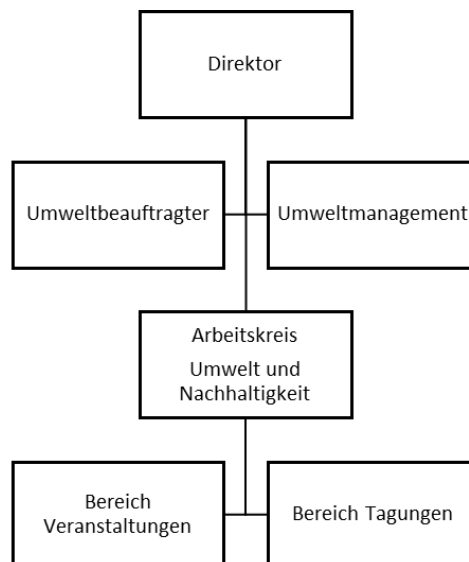 Direktor
Umweltbeauftragter
Umweltmanagement
Arbeitskreis
Umwelt und
Nachhaltigkeit
Bereich
Veranstaltungen
Bereich Tagungen